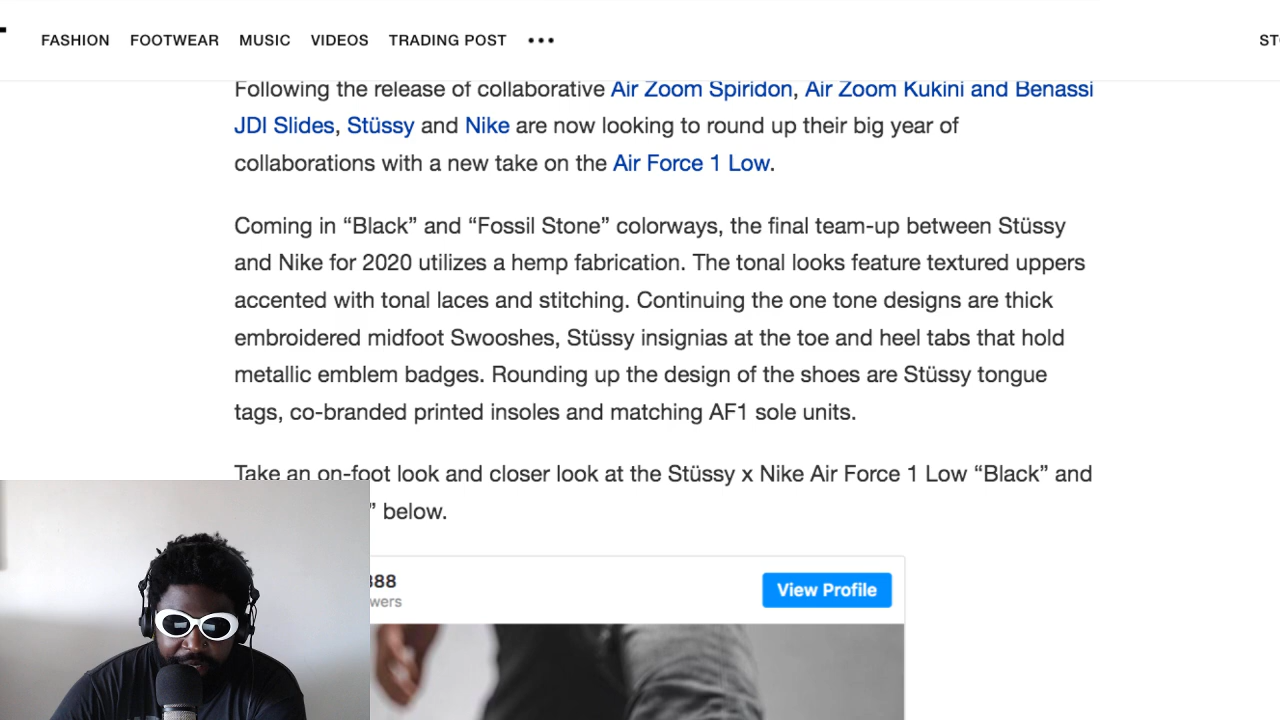 FASHION FOOTWEAR MUSIC VIDEOS TRADING POST •••
Following the release of collaborative Air Zoom Spiridon, Air Zoom Kukini and Benassi
JDI Slides, Stüssy and Nike are now looking to round up their big year of
collaborations with a new take on the Air Force 1 Low.
Coming in “Black” and “Fossil Stone” colorways, the final team-up between Stüssy
and Nike for 2020 utilizes a hemp fabrication. The tonal looks feature textured uppers
accented with tonal laces and stitching. Continuing the one tone designs are thick
embroidered midfoot Swooshes, Stüssy insignias at the toe and heel tabs that hold
metallic emblem badges. Rounding up the design of the shoes are Stüssy tongue
tags, co-branded printed insoles and matching AF1 sole units.
Take an on-foot look and closer look at the Stüssy x Nike Air Force 1 Low “Black” and
” below.
88
View Profile